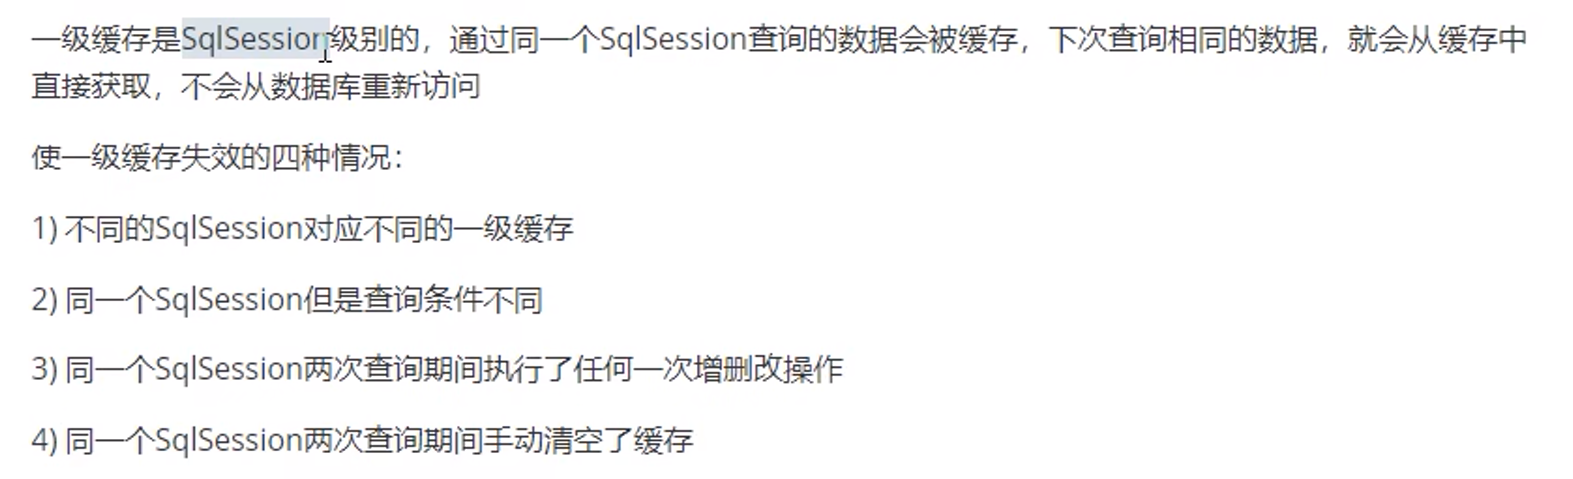 一级缓存是SqlSession级别的，通过同一个SqlSession查询的数据会被缓存，下次查询相同的数据，就会从缓存中
直接获取，不会从数据库重新访问
使一级缓存失效的四种情况：
1) 不同的SqlSession对应不同的一级缓存
2) 同一个SqlSession但是查询条件不同
3) 同一个SqlSession两次查询期间执行了任何一次增删改操作
4) 同一个SqlSession两次查询期间手动清空了缓存